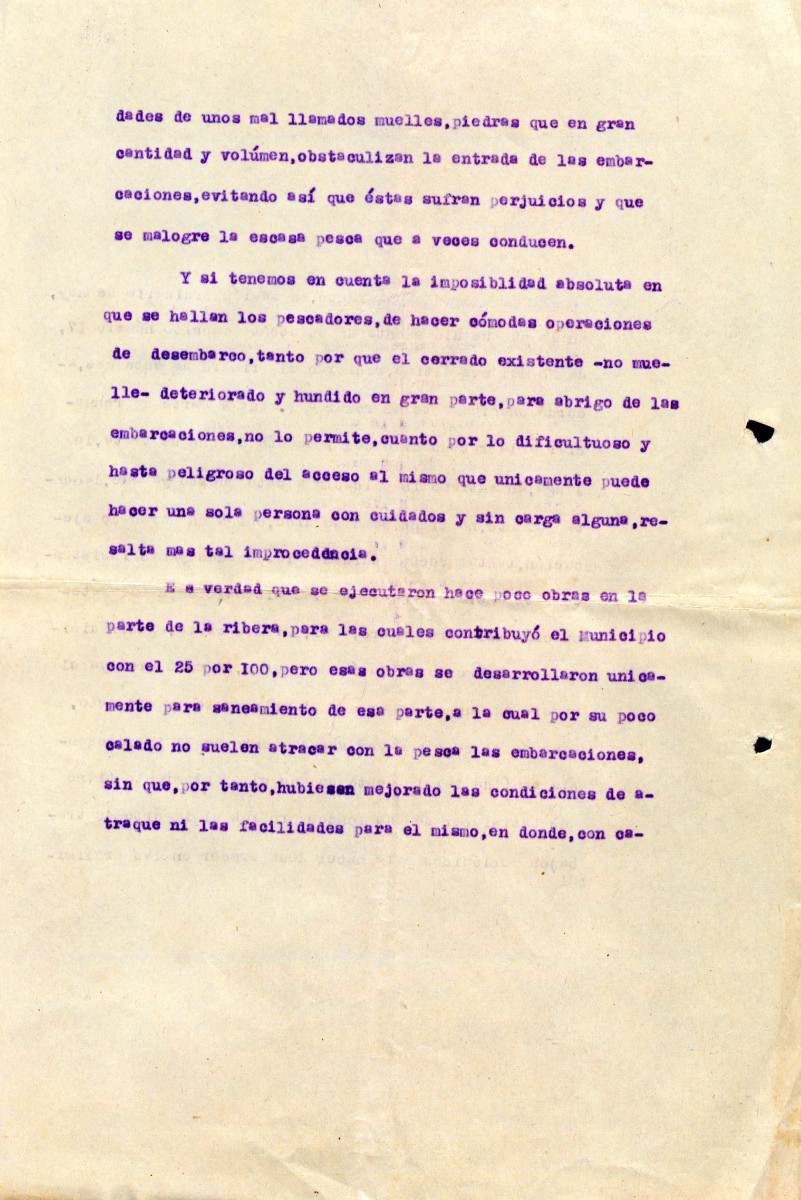 dades de unos mal llamados muelles,piedras que en gran
cantidad y volúmen,obstaculizan la entrada de las embar-
caciones,evitando así que éstas sufran perjuicios y que
se malogre la escasa pesca que a veces conducen.
Y si tenemos en cuenta la imposiblidad absoluta en
que se hallan los pescadores,de hacer cómodas operaciones
de desembarco,tanto por que el cerrado existente -no mue-
lle- deteriorado y hundido en gran parte,para abrigo de las
embarcaciones,no lo permite,cuanto por lo dificultuoso y
hasta peligroso del acceso al mismo que unicamente puede
hacer una sola persona con cuidados y sin carga alguna,re-
salta mas tal improcedencia.
E s verdad que se ejecutaron hace poco obras en la
parte de la ribera,para las cuales contribuyó el Municipio
con el 25 por I00,pero esas obras se desarrollaron unica-
mente para saneamiento de esa parte,a la cual por su poco
calado no suelen atracar con la pesca las embarcaciones,
sin que,por tanto,hubiesen mejorado las condiciones de a-
traque ni las facilidades para el mismo,en donde,con ca-